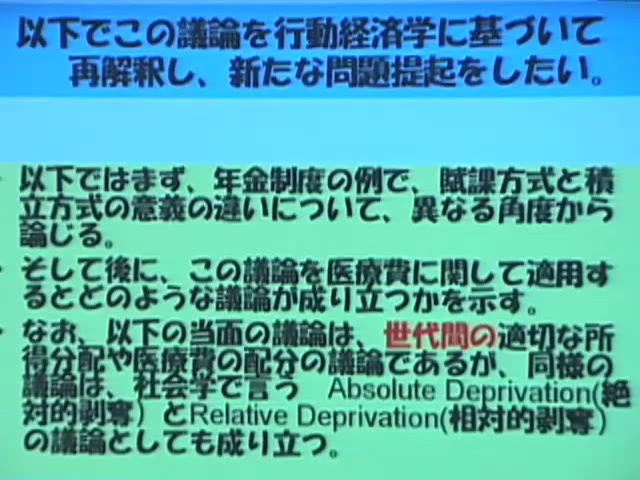 以下でこの議論を行動経済学に基づいて
再解釈し、新たな問題提起をしたい。
以下ではまず、年金制度の例で、賦課方式と積
立方式の意義の違いについて、異なる角度から
論じる。
そして後に、この議論を医療費に関して適用す
るととのような議論が成り立つかを示す。
なお、以下の当面の議論は、世代間の適切な所
得分配や医療費の配分の議論であるが、同様の
議論は、社会学で言う Absolute Deprivation(絶
対的剥奪) とRelative Deprivation(相対的剥奪)
の議論としても成り立つ。